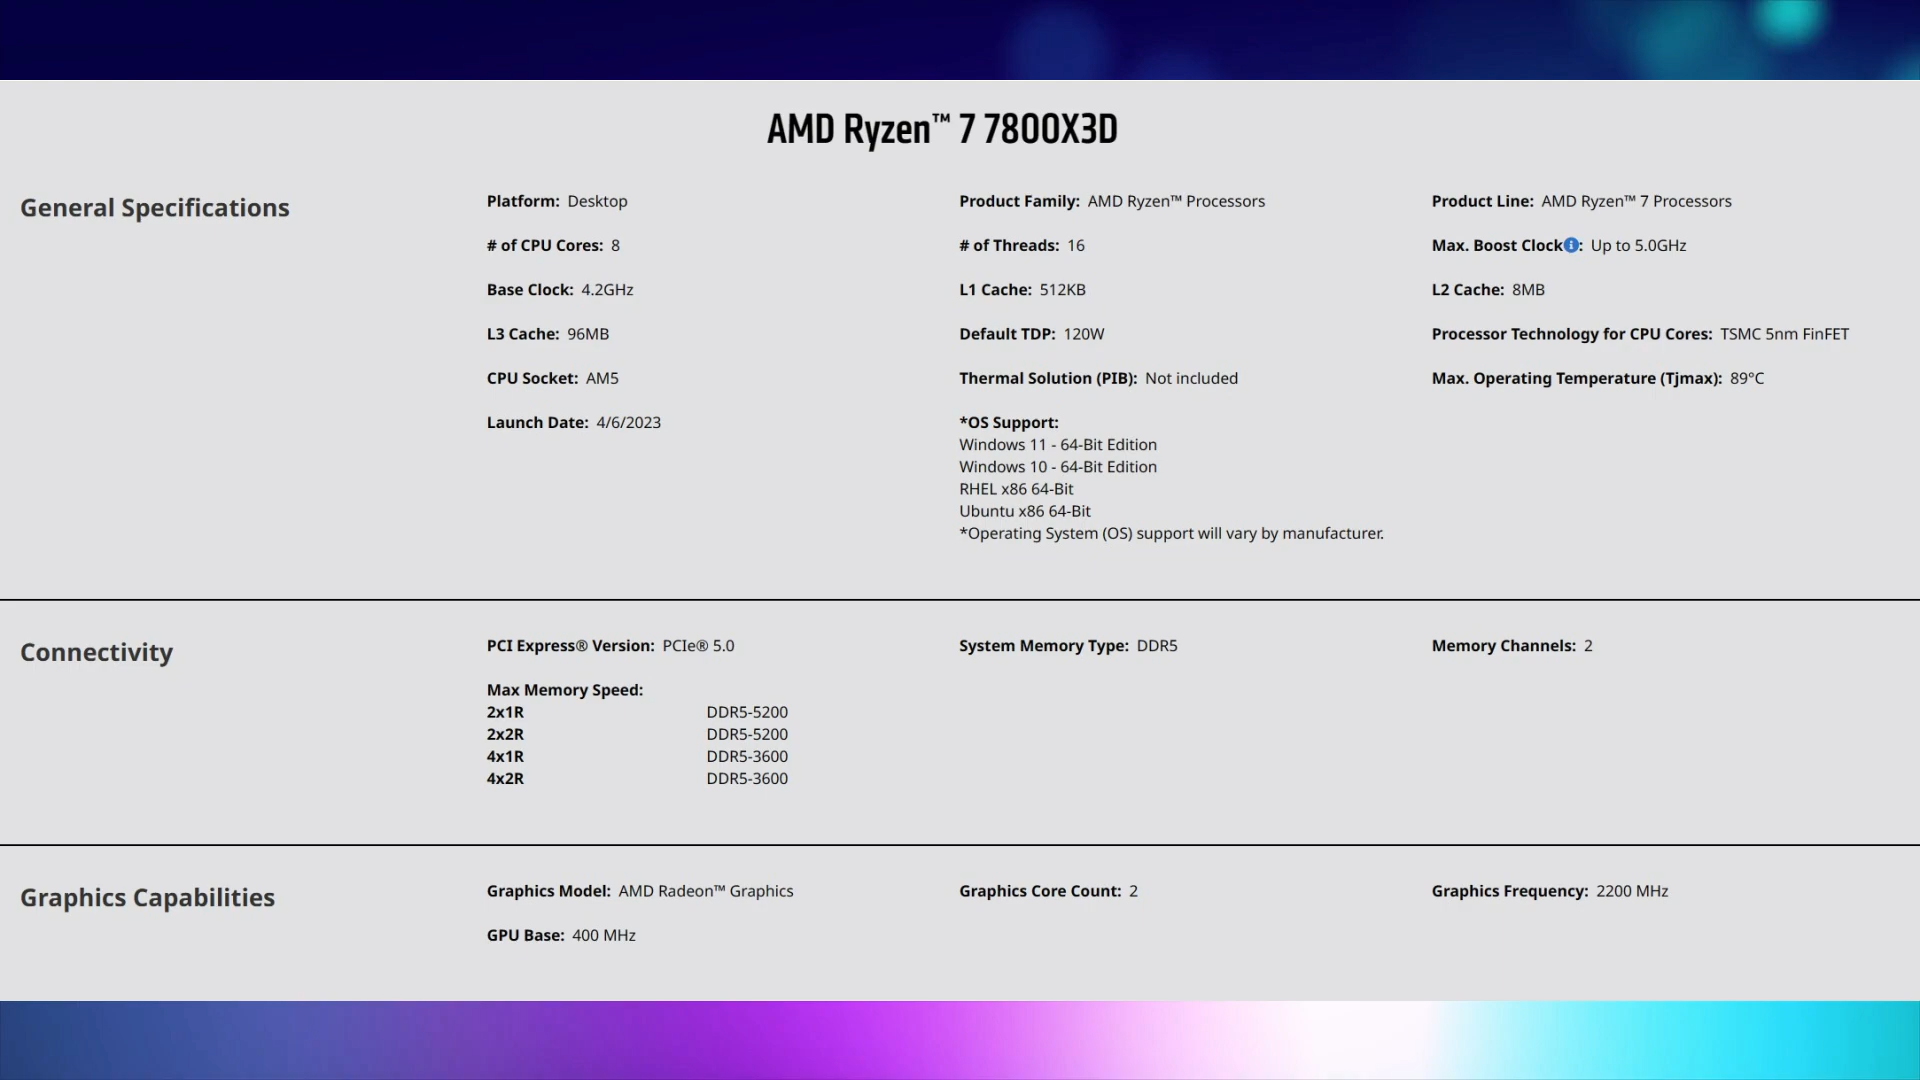 AMD Ryzen™ 7 7800X3D
General Specifications
Platform: Desktop
Product Family: AMD Ryzen™ Processors
Product Line: AMD Ryzen™ 7 Processors
# of CPU Cores: 8
# of Threads: 16
Max. Boost Clock: Up to 5.0GHz
Base Clock: 4.2GHz
L1 Cache: 512KB
L2 Cache: 8MB
L3 Cache: 96MB
Default TDP: 120W
Processor Technology for CPU Cores: TSMC 5nm FinFET
CPU Socket: AM5
Thermal Solution (PIB): Not included
Max. Operating Temperature (Tjmax): 89°C
Launch Date: 4/6/2023
*OS Support:
Windows 11 - 64-Bit Edition
Windows 10 - 64-Bit Edition
RHEL x86 64-Bit
Ubuntu x86 64-Bit
*Operating System (OS) support will vary by manufacturer.
Connectivity
PCI Express® Version: PCIe® 5.0
System Memory Type: DDR5
Memory Channels: 2
Max Memory Speed:
2x1R DDR5-5200
2x2R DDR5-5200
4x1R DDR5-3600
4x2R DDR5-3600
Graphics Capabilities
Graphics Model: AMD Radeon™ Graphics
Graphics Core Count: 2
Graphics Frequency: 2200 MHz
GPU Base: 400 MHz